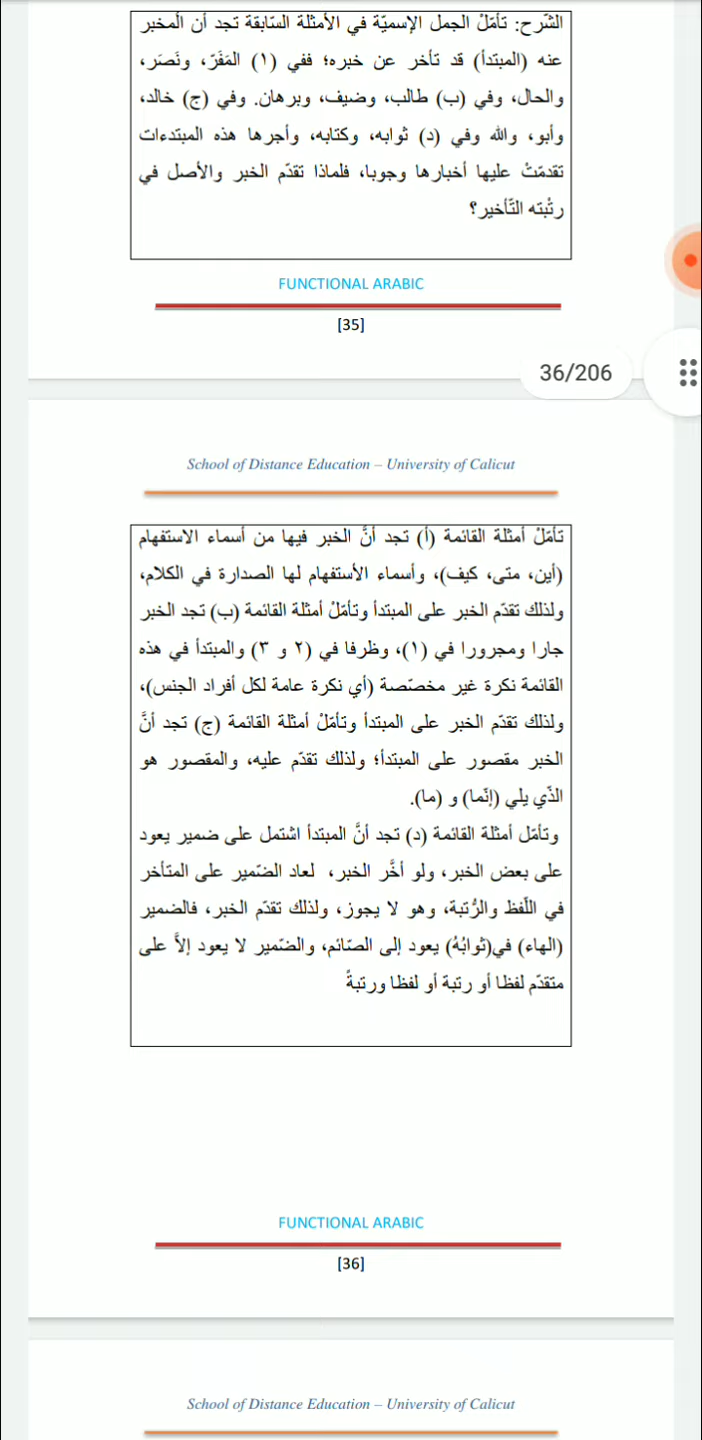 الشّرح: تأمّلْ الجمل الإسميّة في الأمثلة السّابقة تجد أن المخبر
عنه (المبتدأ) قد تأخر عن خبره؛ ففي (١) المَفَرّ، ونَصَر،
والحال، وفي (ب) طالب، وضيف، وبرهان. وفي (ج) خالد،
وأبو، والله وفي (د) ثوابه، وكتابه، وأجرها هذه المبتدءات
تقدمّتْ عليها أخبارها وجوبا، فلماذا تقدّم الخبر والأصل في
رتْبته التّأخير؟
FUNCTIONAL ARABIC
[35]
36/206
School of Distance Education – University of Calicut
تأمّلْ أمثلة القائمة (أ) تجد أنَّ الخبر فيها من أسماء الاستفهام
(أين، متى، كيف)، وأسماء الأستفهام لها الصدارة في الكلام،
ولذلك تقدّم الخبر على المبتدأ وتأمّلْ أمثلة القائمة (ب) تجد الخبر
جارا ومجرورا في (١)، وظرفا في (٢ و ٣) والمبتدأ في هذه
القائمة نكرة غير مخصّصة (أي نكرة عامة لكل أفراد الجنس)،
ولذلك تقدّم الخبر على المبتدأ وتأمّلْ أمثلة القائمة (ج) تجد أنَّ
الخبر مقصور على المبتدأ؛ ولذلك تقدّم عليه، والمقصور هو
الذّي يلي (إنّما) و (ما).
وتأمّل أمثلة القائمة (د) تجد أنَّ المبتدأ اشتمل على ضمير يعود
على بعض الخبر، ولو أخَّر الخبر، لعاد الضّمير على المتأخر
في اللّفظ والرُّتبة، وهو لا يجوز، ولذلك تقدّم الخبر، فالضمير
(الهاء) في(ثوابُهُ) يعود إلى الصّائم، والضّمير لا يعود إلاَّ على
متقدّم لفظا أو رتبة أو لفظا ورتبةً
FUNCTIONAL ARABIC
[36]
School of Distance Education – University of Calicut